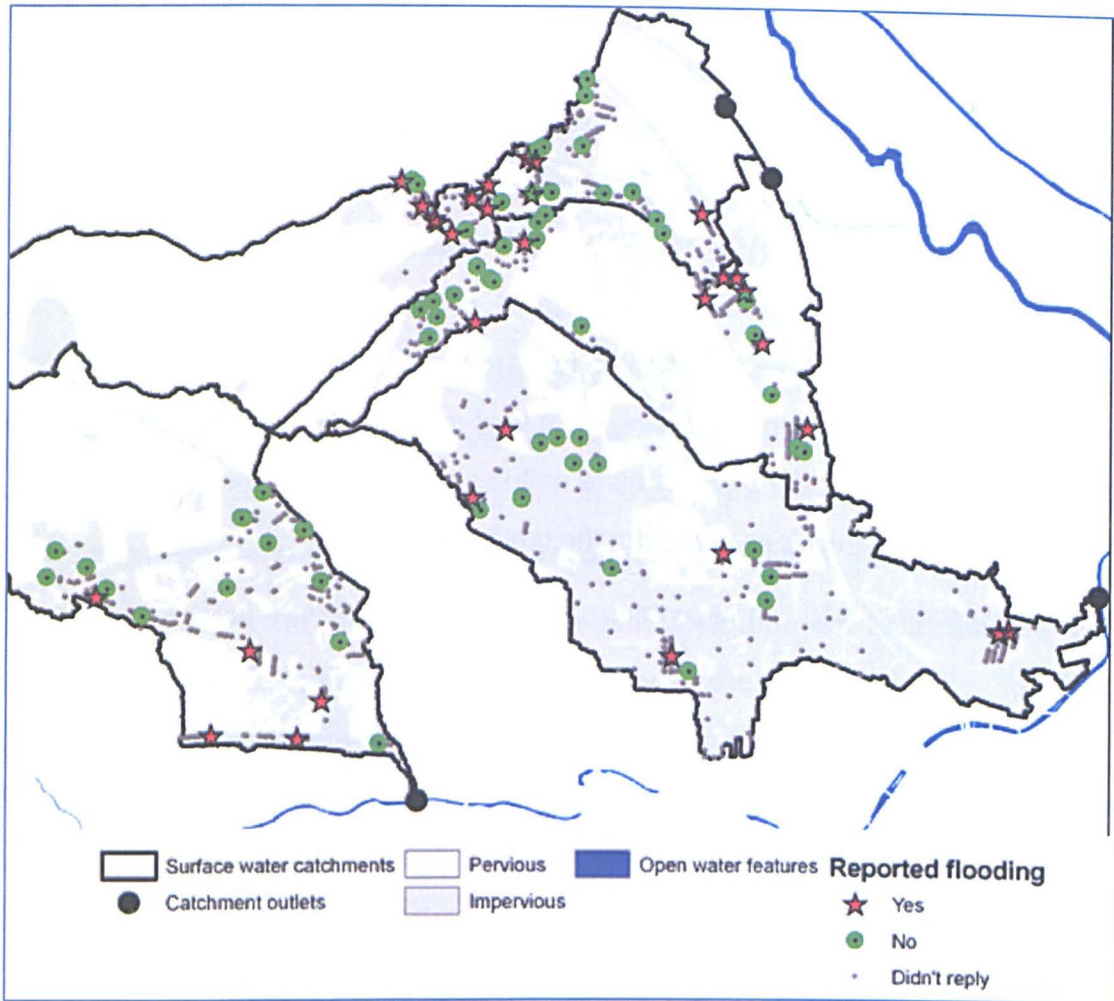 Surface water catchments
Pervious
Open water features
Reported flooding
Catchment outlets
Impervious
Yes
No
Didn't reply